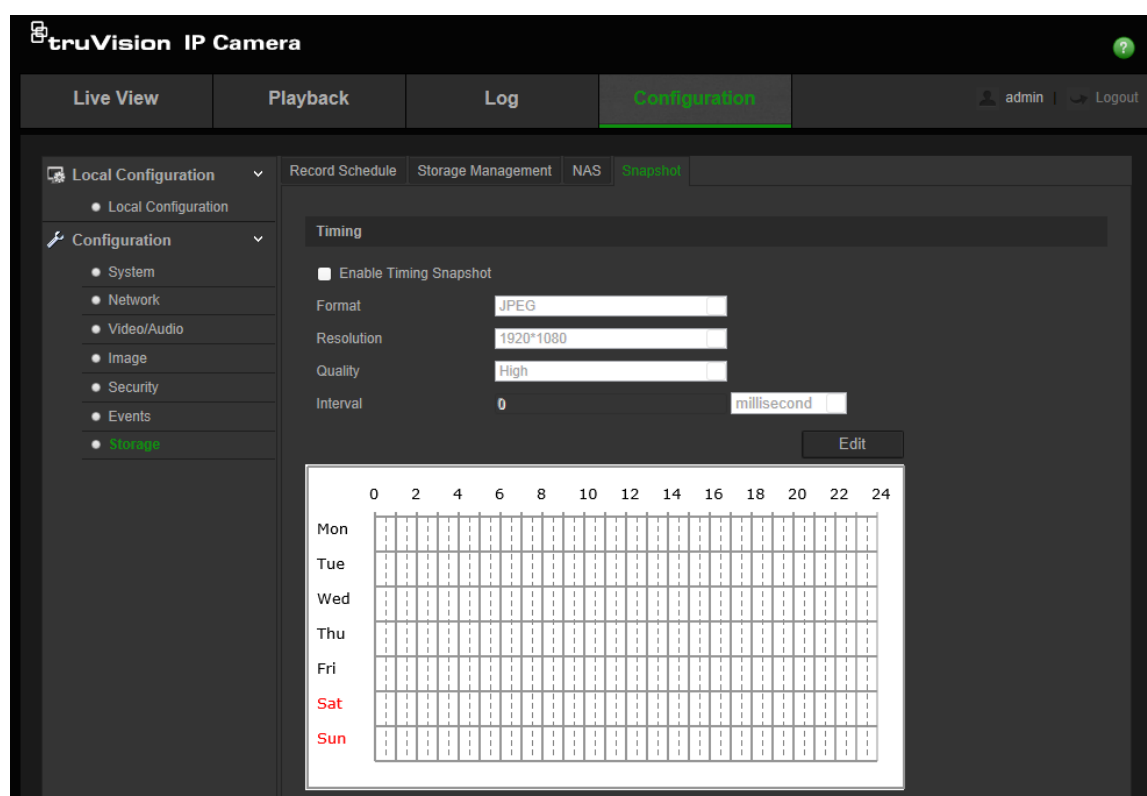 truVision IP Camera
?
Live View Playback Log Configuration admin | Logout
Local Configuration
Local Configuration
Configuration
System
Network
Video/Audio
Image
Security
Events
Storage
Record Schedule Storage Management NAS Snapshot
Timing
Enable Timing Snapshot
Format JPEG
Resolution 1920*1080
Quality High
Interval 0 millisecond
Edit
0 2 4 6 8 10 12 14 16 18 20 22 24
Mon
Tue
Wed
Thu
Fri
Sat
Sun